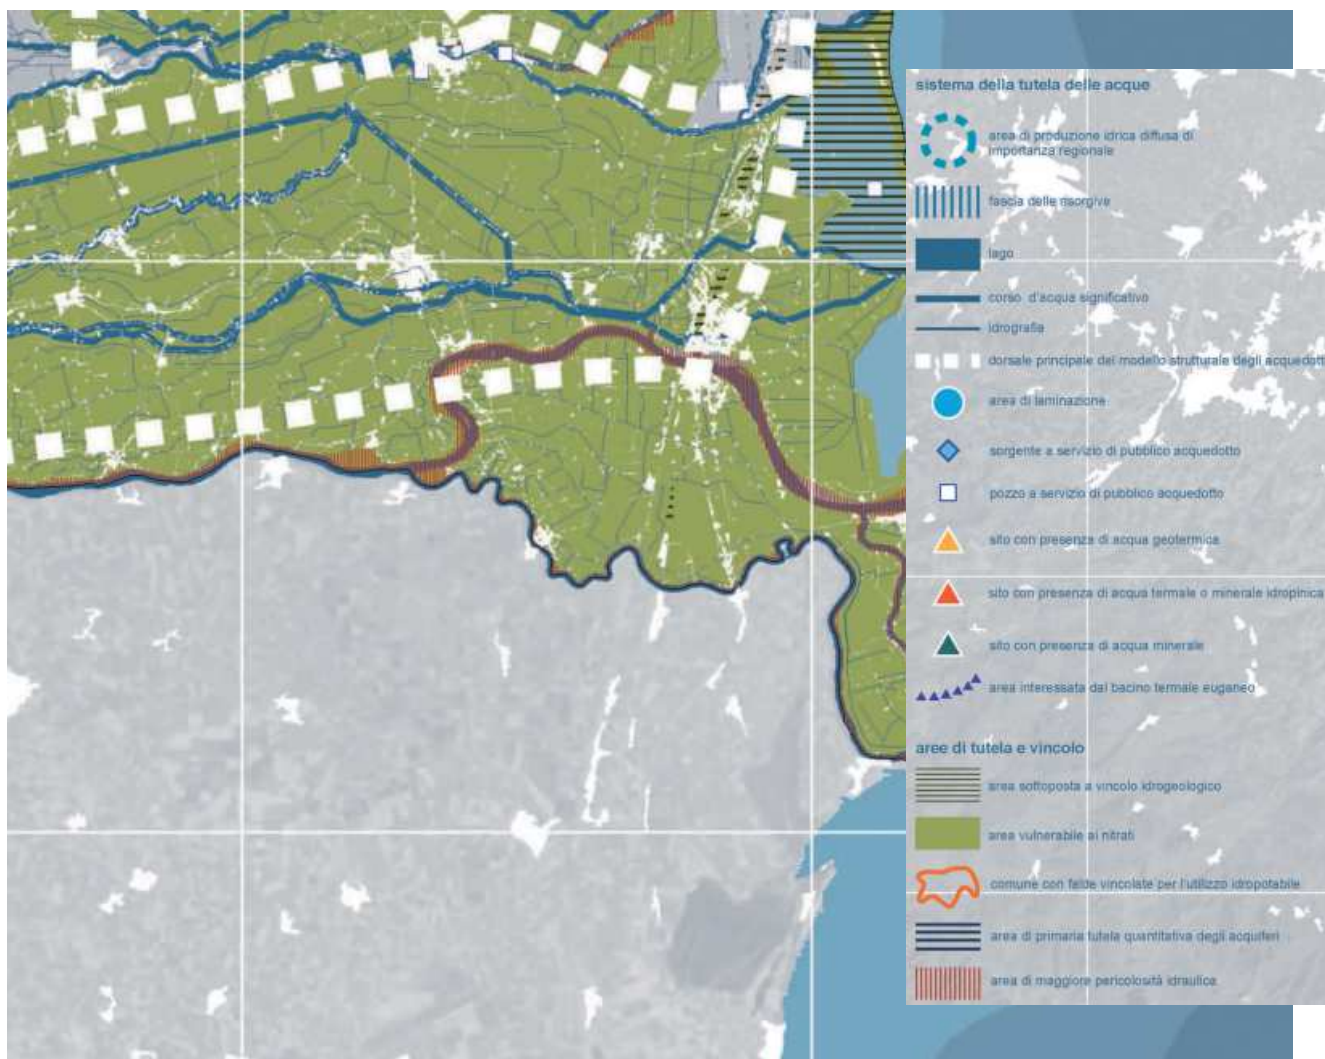 sistema della tutela delle acque
area di produzione idrica diffusa di
importanza regionale
fascia delle risorgive
lago
corso d'acqua significativo
idrografia
dorsale principale del modello strutturale degli acquedott
area di laminazione
sorgente a servizio di pubblico acquedotto
pozzo a servizio di pubblico acquedotto
sito con presenza di acqua geotermica
sito con presenza di acqua termale o minerale idropinica
sito con presenza di acqua minerale
area interessata dal bacino termale euganeo
aree di tutela e vincolo
area sottoposta a vincolo idrogeologico
area vulnerabile ai nitrati
comune con falde vincolate per l'utilizzo idropotabile
area di primaria tutela quantitativa degli acquiferi
area di maggiore pericolosità idraulica